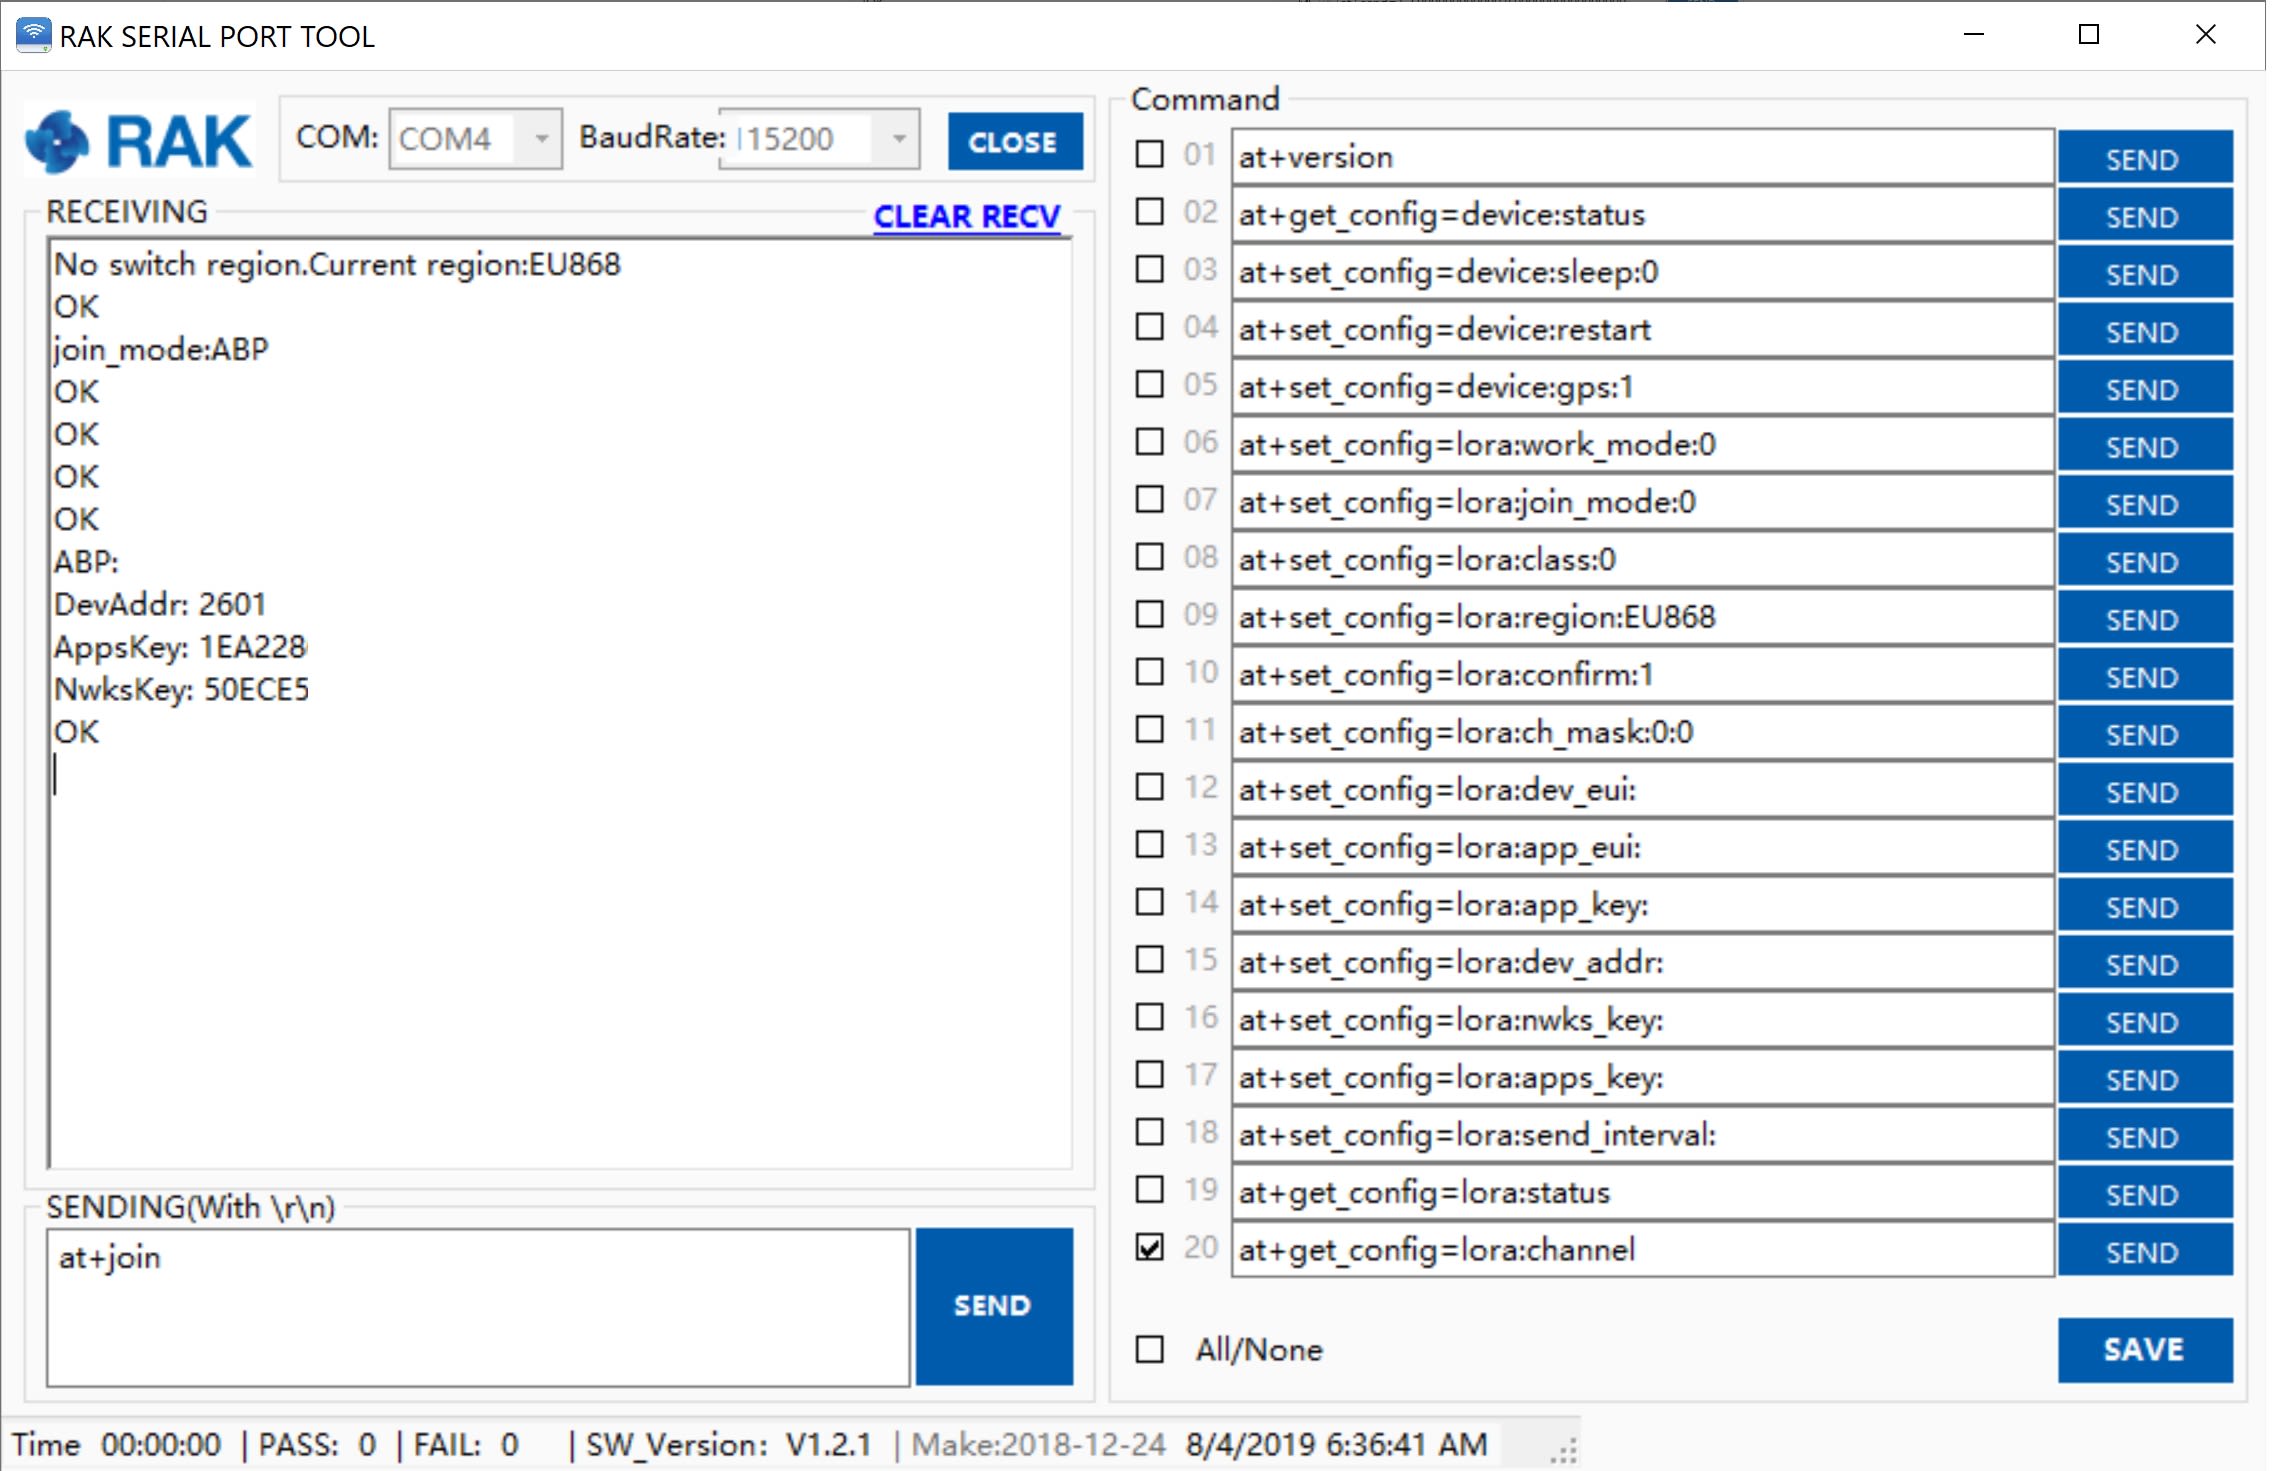 RAK SERIAL PORT TOOL
RAK
COM: COM4 BaudRate: 115200 CLOSE
RECEIVING
CLEAR RECV
No switch region.Current region:EU868
OK
join_mode:ABP
OK
OK
OK
OK
ABP:
DevAddr: 2601
AppsKey: 1EA228
NwksKey: 50ECE5
OK
SENDING(With \r\n)
at+join
SEND
Command
01 at+version SEND
02 at+get_config=device:status SEND
03 at+set_config=device:sleep:0 SEND
04 at+set_config=device:restart SEND
05 at+set_config=device:gps:1 SEND
06 at+set_config=lora:work_mode:0 SEND
07 at+set_config=lora:join_mode:0 SEND
08 at+set_config=lora:class:0 SEND
09 at+set_config=lora:region:EU868 SEND
10 at+set_config=lora:confirm:1 SEND
11 at+set_config=lora:ch_mask:0:0 SEND
12 at+set_config=lora:dev_eui: SEND
13 at+set_config=lora:app_eui: SEND
14 at+set_config=lora:app_key: SEND
15 at+set_config=lora:dev_addr: SEND
16 at+set_config=lora:nwks_key: SEND
17 at+set_config=lora:apps_key: SEND
18 at+set_config=lora:send_interval: SEND
19 at+get_config=lora:status SEND
20 at+get_config=lora:channel SEND
All/None
SAVE
Time 00:00:00 | PASS: 0 | FAIL: 0 | SW_Version: V1.2.1 | Make:2018-12-24 8/4/2019 6:36:41 AM